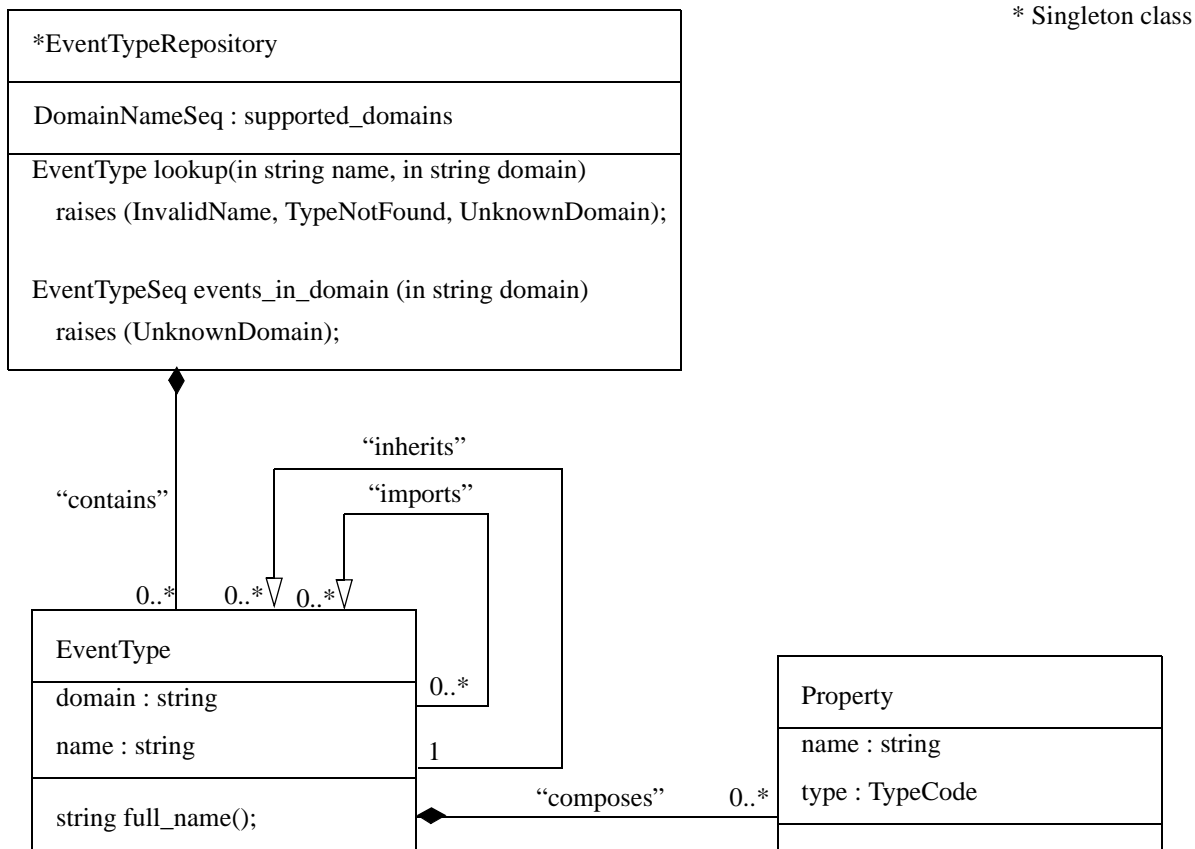 * Singleton class
*EventTypeRepository
DomainNameSeq : supported_domains
EventType lookup(in string name, in string domain)
raises (InvalidName, TypeNotFound, UnknownDomain);
EventTypeSeq events_in_domain (in string domain)
raises (UnknownDomain);
“inherits”
“imports”
“contains”
0..*
0..*
0..*
EventType
domain : string
name : string
string full_name();
0..*
1
“composes”
0..*
Property
name : string
type : TypeCode